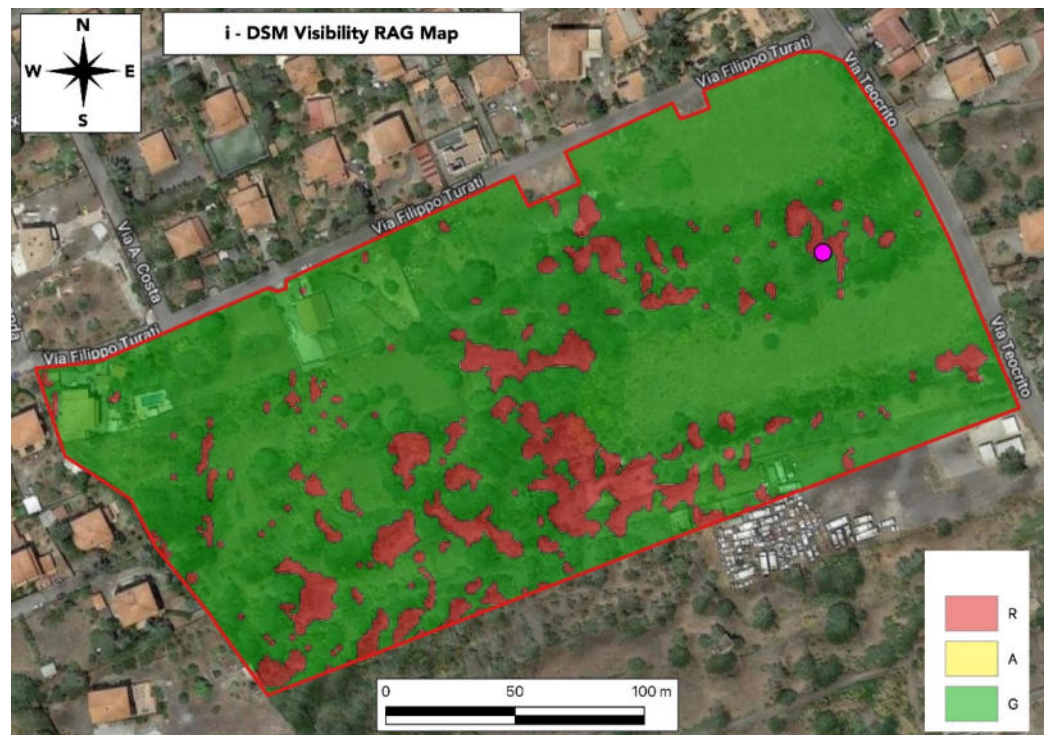 N
W E
S
i - DSM Visibility RAG Map
Via Filippo Turati
Via Teocrito
Via Filippo Turati
Via A. Costa
Via Filippo Turati
Via Teocrito
0 50 100 m
R
A
G